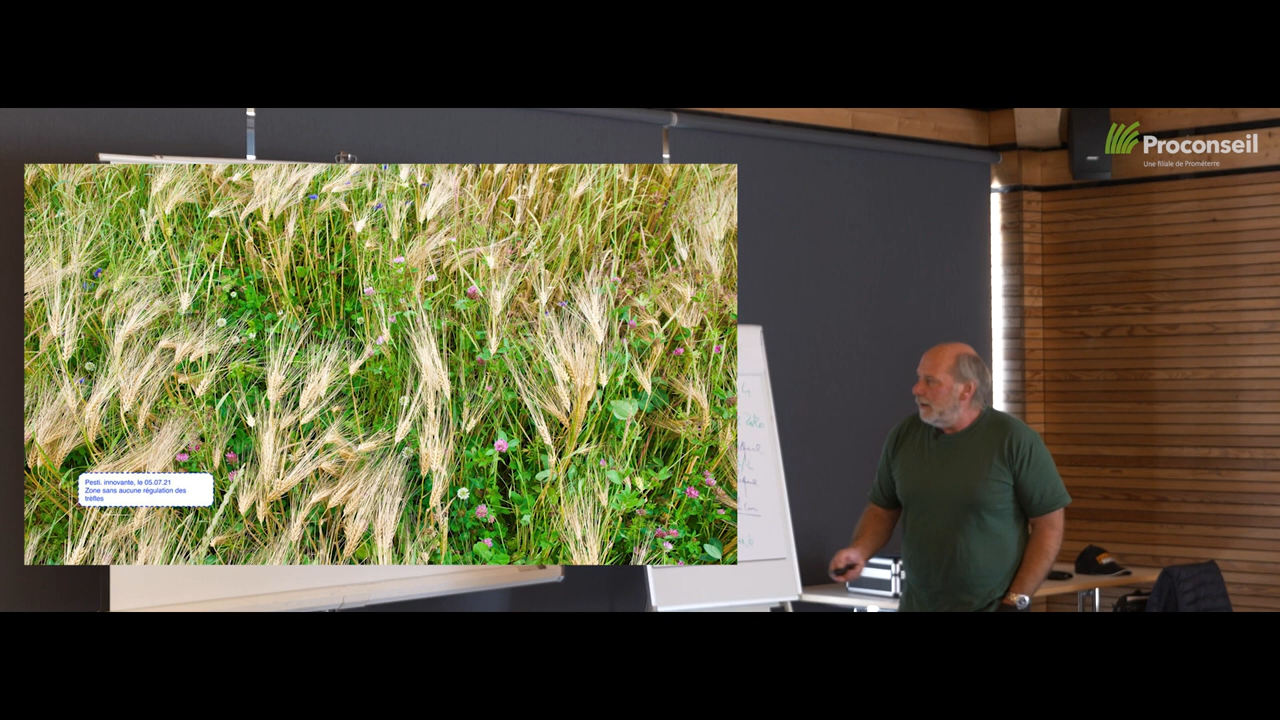 Proconseil
Une filiale de Prométerre
Pesti. innovante, le 05.07.21
Zone sans aucune régulation des
trèfles